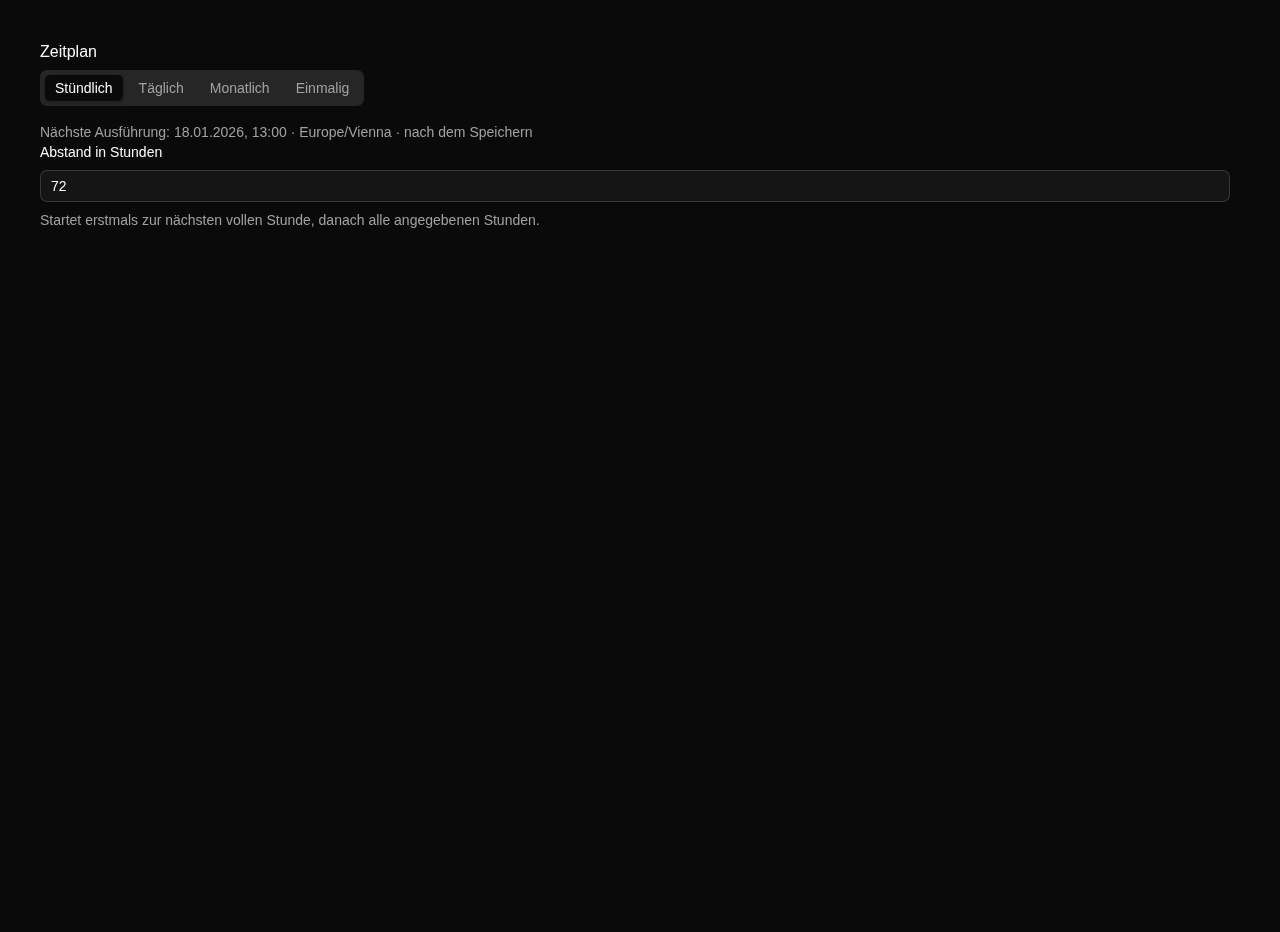 Zeitplan
Stündlich Täglich Monatlich Einmalig
Nächste Ausführung: 18.01.2026, 13:00 · Europe/Vienna · nach dem Speichern
Abstand in Stunden
72
Startet erstmals zur nächsten vollen Stunde, danach alle angegebenen Stunden.